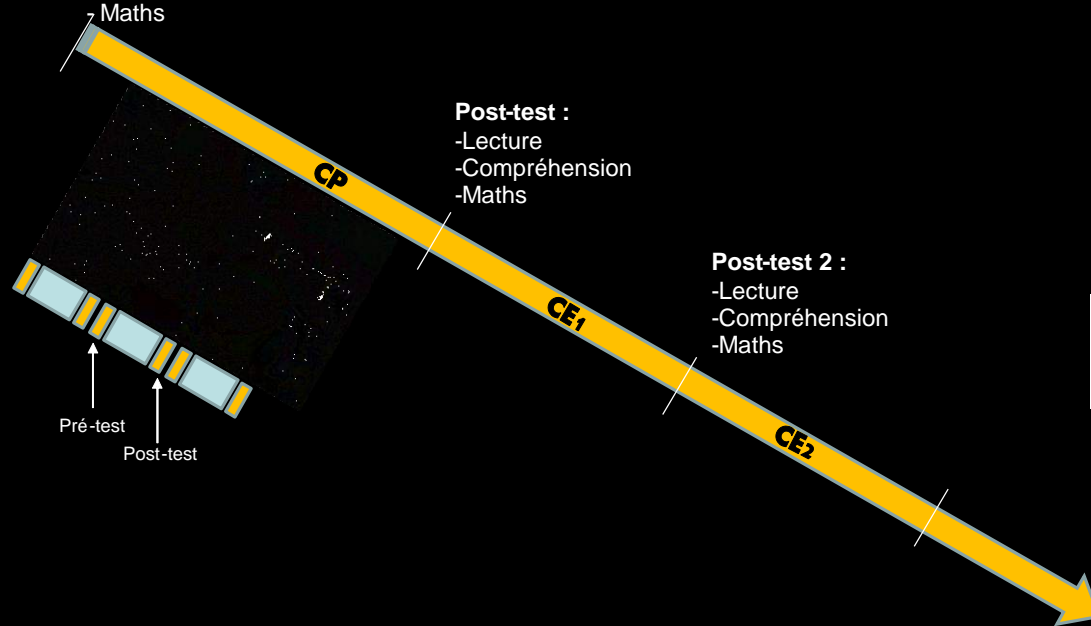 - Maths
CP
Post-test :
-Lecture
-Compréhension
-Maths
CE1
Post-test 2 :
-Lecture
-Compréhension
-Maths
CE2
Pré-test
Post-test